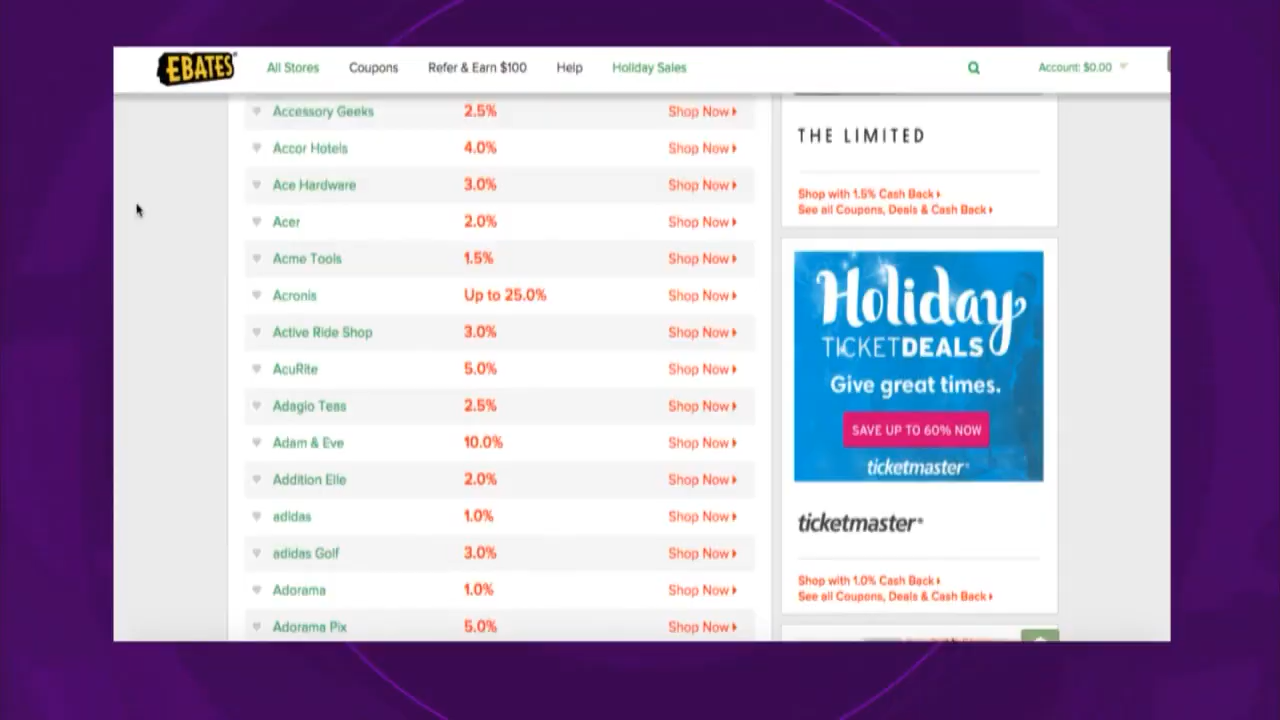 EBATES
All Stores Coupons Refer & Earn $100 Help Holiday Sales Account: $0.00
Accessory Geeks 2.5% Shop Now
Accor Hotels 4.0% Shop Now
Ace Hardware 3.0% Shop Now
Acer 2.0% Shop Now
Acme Tools 1.5% Shop Now
Acronis Up to 25.0% Shop Now
Active Ride Shop 3.0% Shop Now
AcuRite 5.0% Shop Now
Adagio Teas 2.5% Shop Now
Adam & Eve 10.0% Shop Now
Addition Elle 2.0% Shop Now
adidas 1.0% Shop Now
adidas Golf 3.0% Shop Now
Adorama 1.0% Shop Now
Adorama Pix 5.0% Shop Now
THE LIMITED
Shop with 1.5% Cash Back
See all Coupons, Deals & Cash Back
Holiday
TICKETDEALS
Give great times.
SAVE UP TO 60% NOW
ticketmaster®
ticketmaster®
Shop with 1.0% Cash Back
See all Coupons, Deals & Cash Back